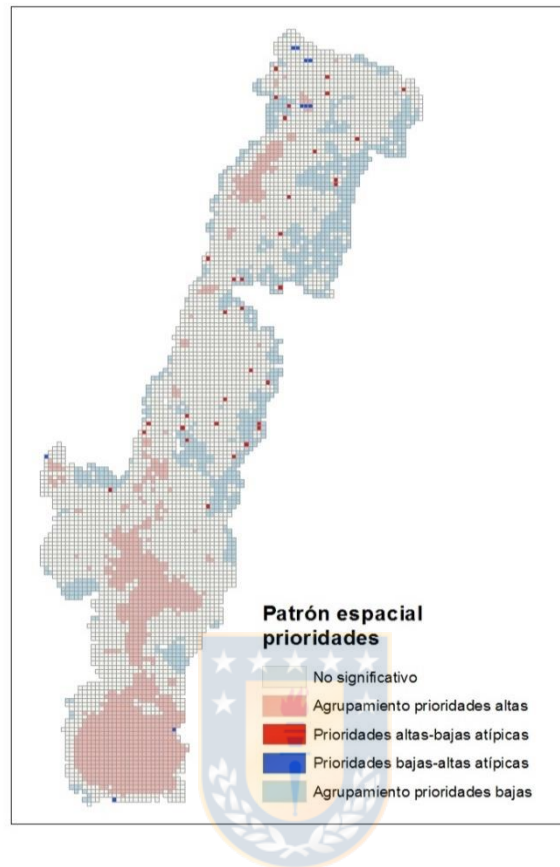 Patrón espacial
prioridades
No significativo
Agrupamiento prioridades altas
Prioridades altas-bajas atípicas
Prioridades bajas-altas atípicas
Agrupamiento prioridades bajas